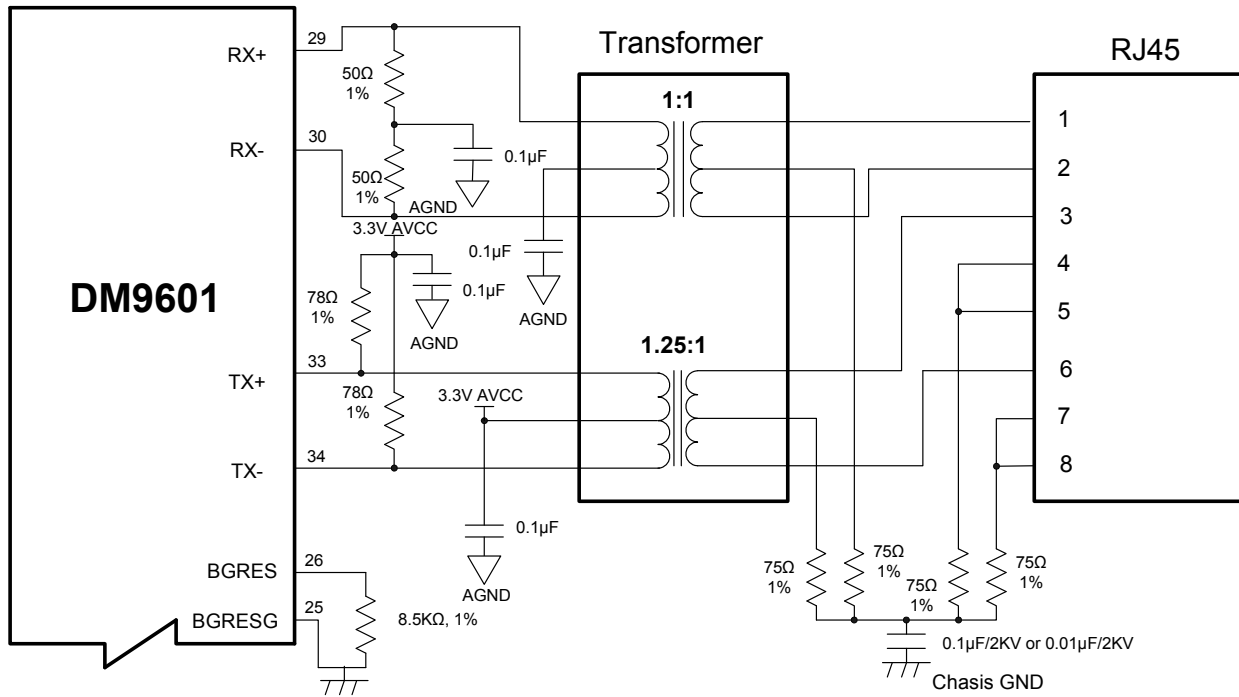 Transformer
RJ45
DM9601
RX+
29
50Ω
1%
RX-
30
50Ω
1%
0.1µF
AGND
3.3V AVCC
0.1µF
AGND
0.1µF
AGND
78Ω
1%
TX+
33
78Ω
1%
TX-
34
3.3V AVCC
0.1µF
AGND
BGRES
26
BGRESG
25
8.5KΩ, 1%
1:1
1.25:1
1
2
3
4
5
6
7
8
75Ω
1%
75Ω
1%
75Ω
1%
75Ω
1%
0.1µF/2KV or 0.01µF/2KV
Chasis GND